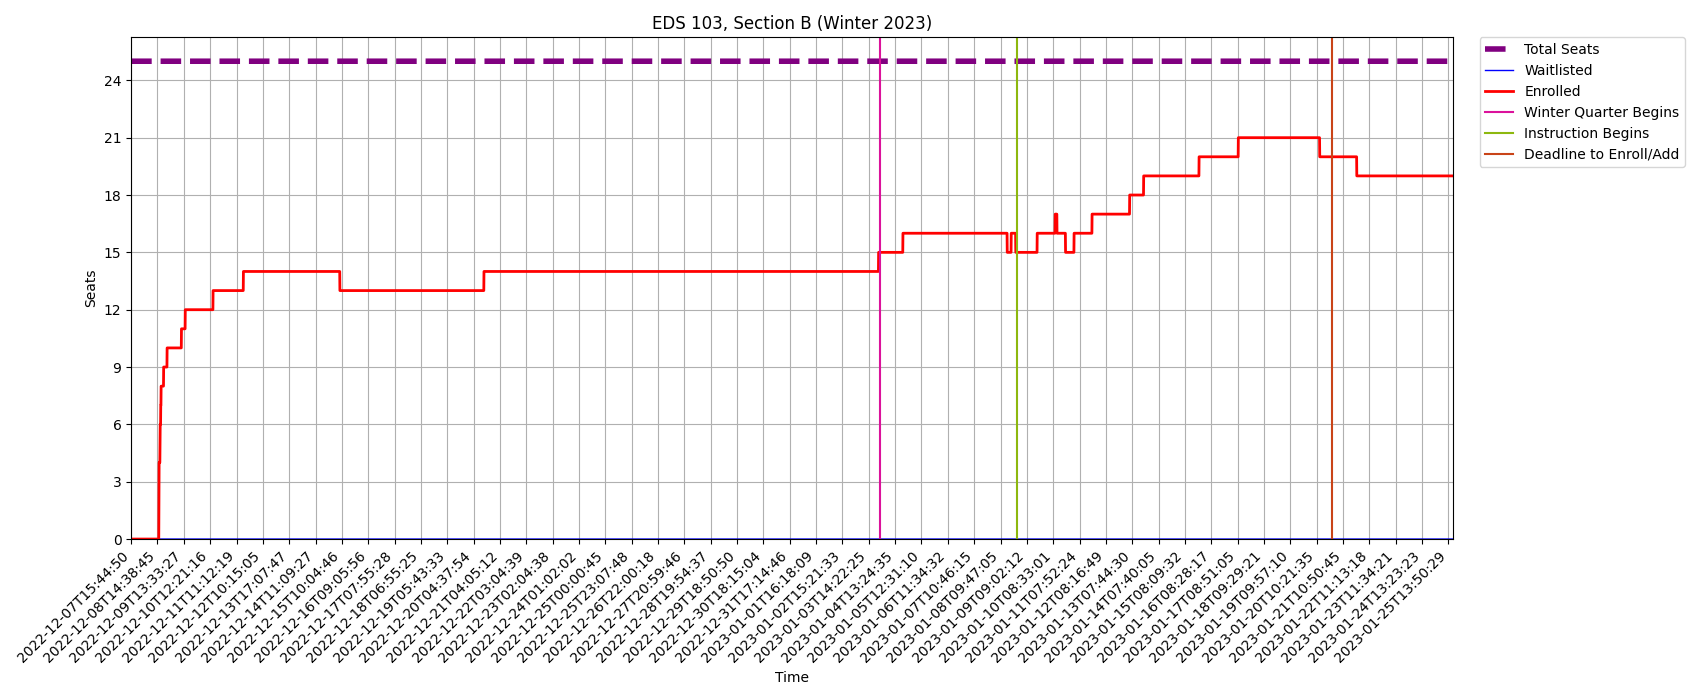 EDS 103, Section B (Winter 2023)
Total Seats
Waitlisted
Enrolled
Winter Quarter Begins
Instruction Begins
Deadline to Enroll/Add
Seats
24
21
18
15
12
9
6
3
0
2022-12-07T15:44:50
2022-12-08T14:38:45
2022-12-09T13:33:27
2022-12-10T12:21:16
2022-12-11T11:12:19
2022-12-12T10:15:05
2022-12-13T17:07:47
2022-12-14T11:09:27
2022-12-15T10:04:46
2022-12-16T09:05:56
2022-12-17T07:55:28
2022-12-18T06:55:25
2022-12-19T05:43:33
2022-12-20T04:37:54
2022-12-21T04:05:12
2022-12-22T03:04:39
2022-12-23T02:04:38
2022-12-24T01:02:02
2022-12-25T00:00:45
2022-12-25T23:07:48
2022-12-26T22:00:18
2022-12-27T20:59:46
2022-12-28T19:54:37
2022-12-29T18:50:50
2022-12-30T18:15:04
2022-12-31T17:14:46
2023-01-01T16:18:09
2023-01-02T15:21:33
2023-01-03T14:22:25
2023-01-04T13:24:35
2023-01-05T12:31:10
2023-01-06T11:34:32
2023-01-07T10:46:15
2023-01-08T09:47:05
2023-01-09T09:02:12
2023-01-10T08:33:01
2023-01-11T07:52:24
2023-01-12T08:16:49
2023-01-13T07:44:30
2023-01-14T07:40:05
2023-01-15T08:09:32
2023-01-16T08:28:17
2023-01-17T08:51:05
2023-01-18T09:29:21
2023-01-19T09:57:10
2023-01-20T10:21:35
2023-01-21T10:50:45
2023-01-22T11:13:18
2023-01-23T11:34:21
2023-01-24T13:23:23
2023-01-25T13:50:29
Time